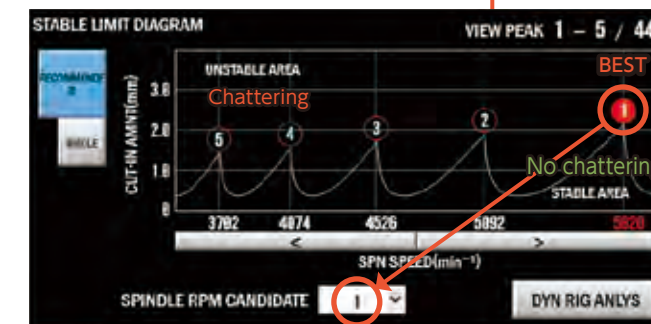 STABLE LIMIT DIAGRAM
VIEW PEAK 1 – 5 / 44
UNSTABLE AREA
BEST
Chattering
CUT-IN AMNT(mm)
3.0
2.0
1.0
0
5
4
3
2
1
No chatterin
STABLE AREA
WHOLE
3702 4074 4526 5092 5820
< >
SPN SPEED(min⁻¹)
SPINDLE RPM CANDIDATE 1
DYN RIG ANLYS